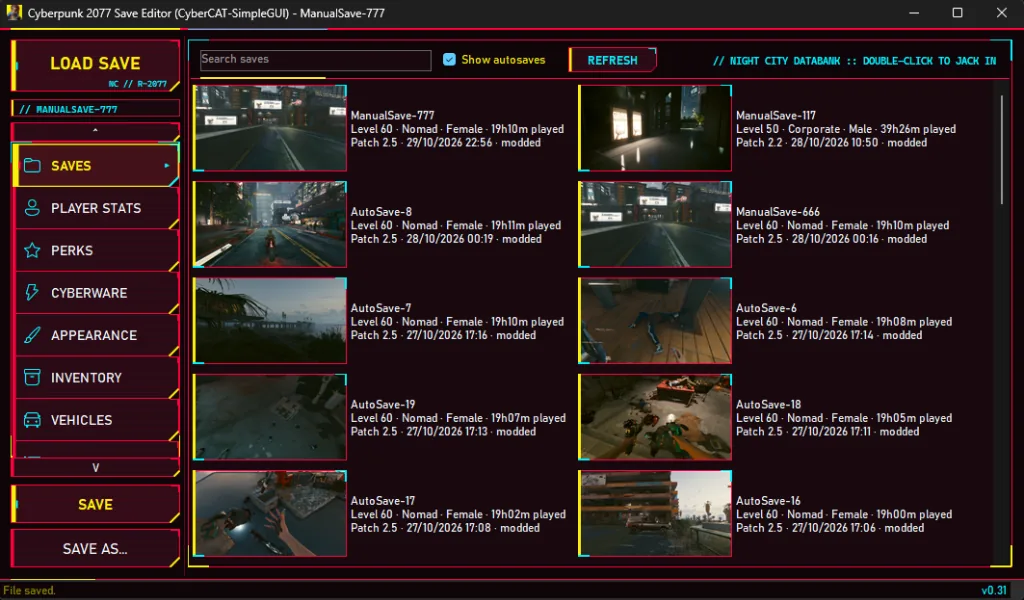 Cyberpunk 2077 Save Editor (CyberCAT-SimpleGUI) - ManualSave-777
LOAD SAVE
NC // R-2077
// MANUALSAVE-777
SAVES
PLAYER STATS
PERKS
CYBERWARE
APPEARANCE
INVENTORY
VEHICLES
V
SAVE
SAVE AS...
Search saves
Show autosaves
REFRESH
// NIGHT CITY DATABANK :: DOUBLE-CLICK TO JACK IN
ManualSave-777
Level 60 · Nomad · Female · 19h10m played
Patch 2.5 · 29/10/2026 22:56 · modded
ManualSave-117
Level 50 · Corporate · Male · 39h26m played
Patch 2.2 · 28/10/2026 10:50 · modded
AutoSave-8
Level 60 · Nomad · Female · 19h11m played
Patch 2.5 · 28/10/2026 00:19 · modded
ManualSave-666
Level 60 · Nomad · Female · 19h10m played
Patch 2.5 · 28/10/2026 00:16 · modded
AutoSave-7
Level 60 · Nomad · Female · 19h10m played
Patch 2.5 · 27/10/2026 17:16 · modded
AutoSave-6
Level 60 · Nomad · Female · 19h08m played
Patch 2.5 · 27/10/2026 17:14 · modded
AutoSave-19
Level 60 · Nomad · Female · 19h07m played
Patch 2.5 · 27/10/2026 17:13 · modded
AutoSave-18
Level 60 · Nomad · Female · 19h05m played
Patch 2.5 · 27/10/2026 17:11 · modded
AutoSave-17
Level 60 · Nomad · Female · 19h02m played
Patch 2.5 · 27/10/2026 17:08 · modded
AutoSave-16
Level 60 · Nomad · Female · 19h00m played
Patch 2.5 · 27/10/2026 17:06 · modded
File saved.
v0.31